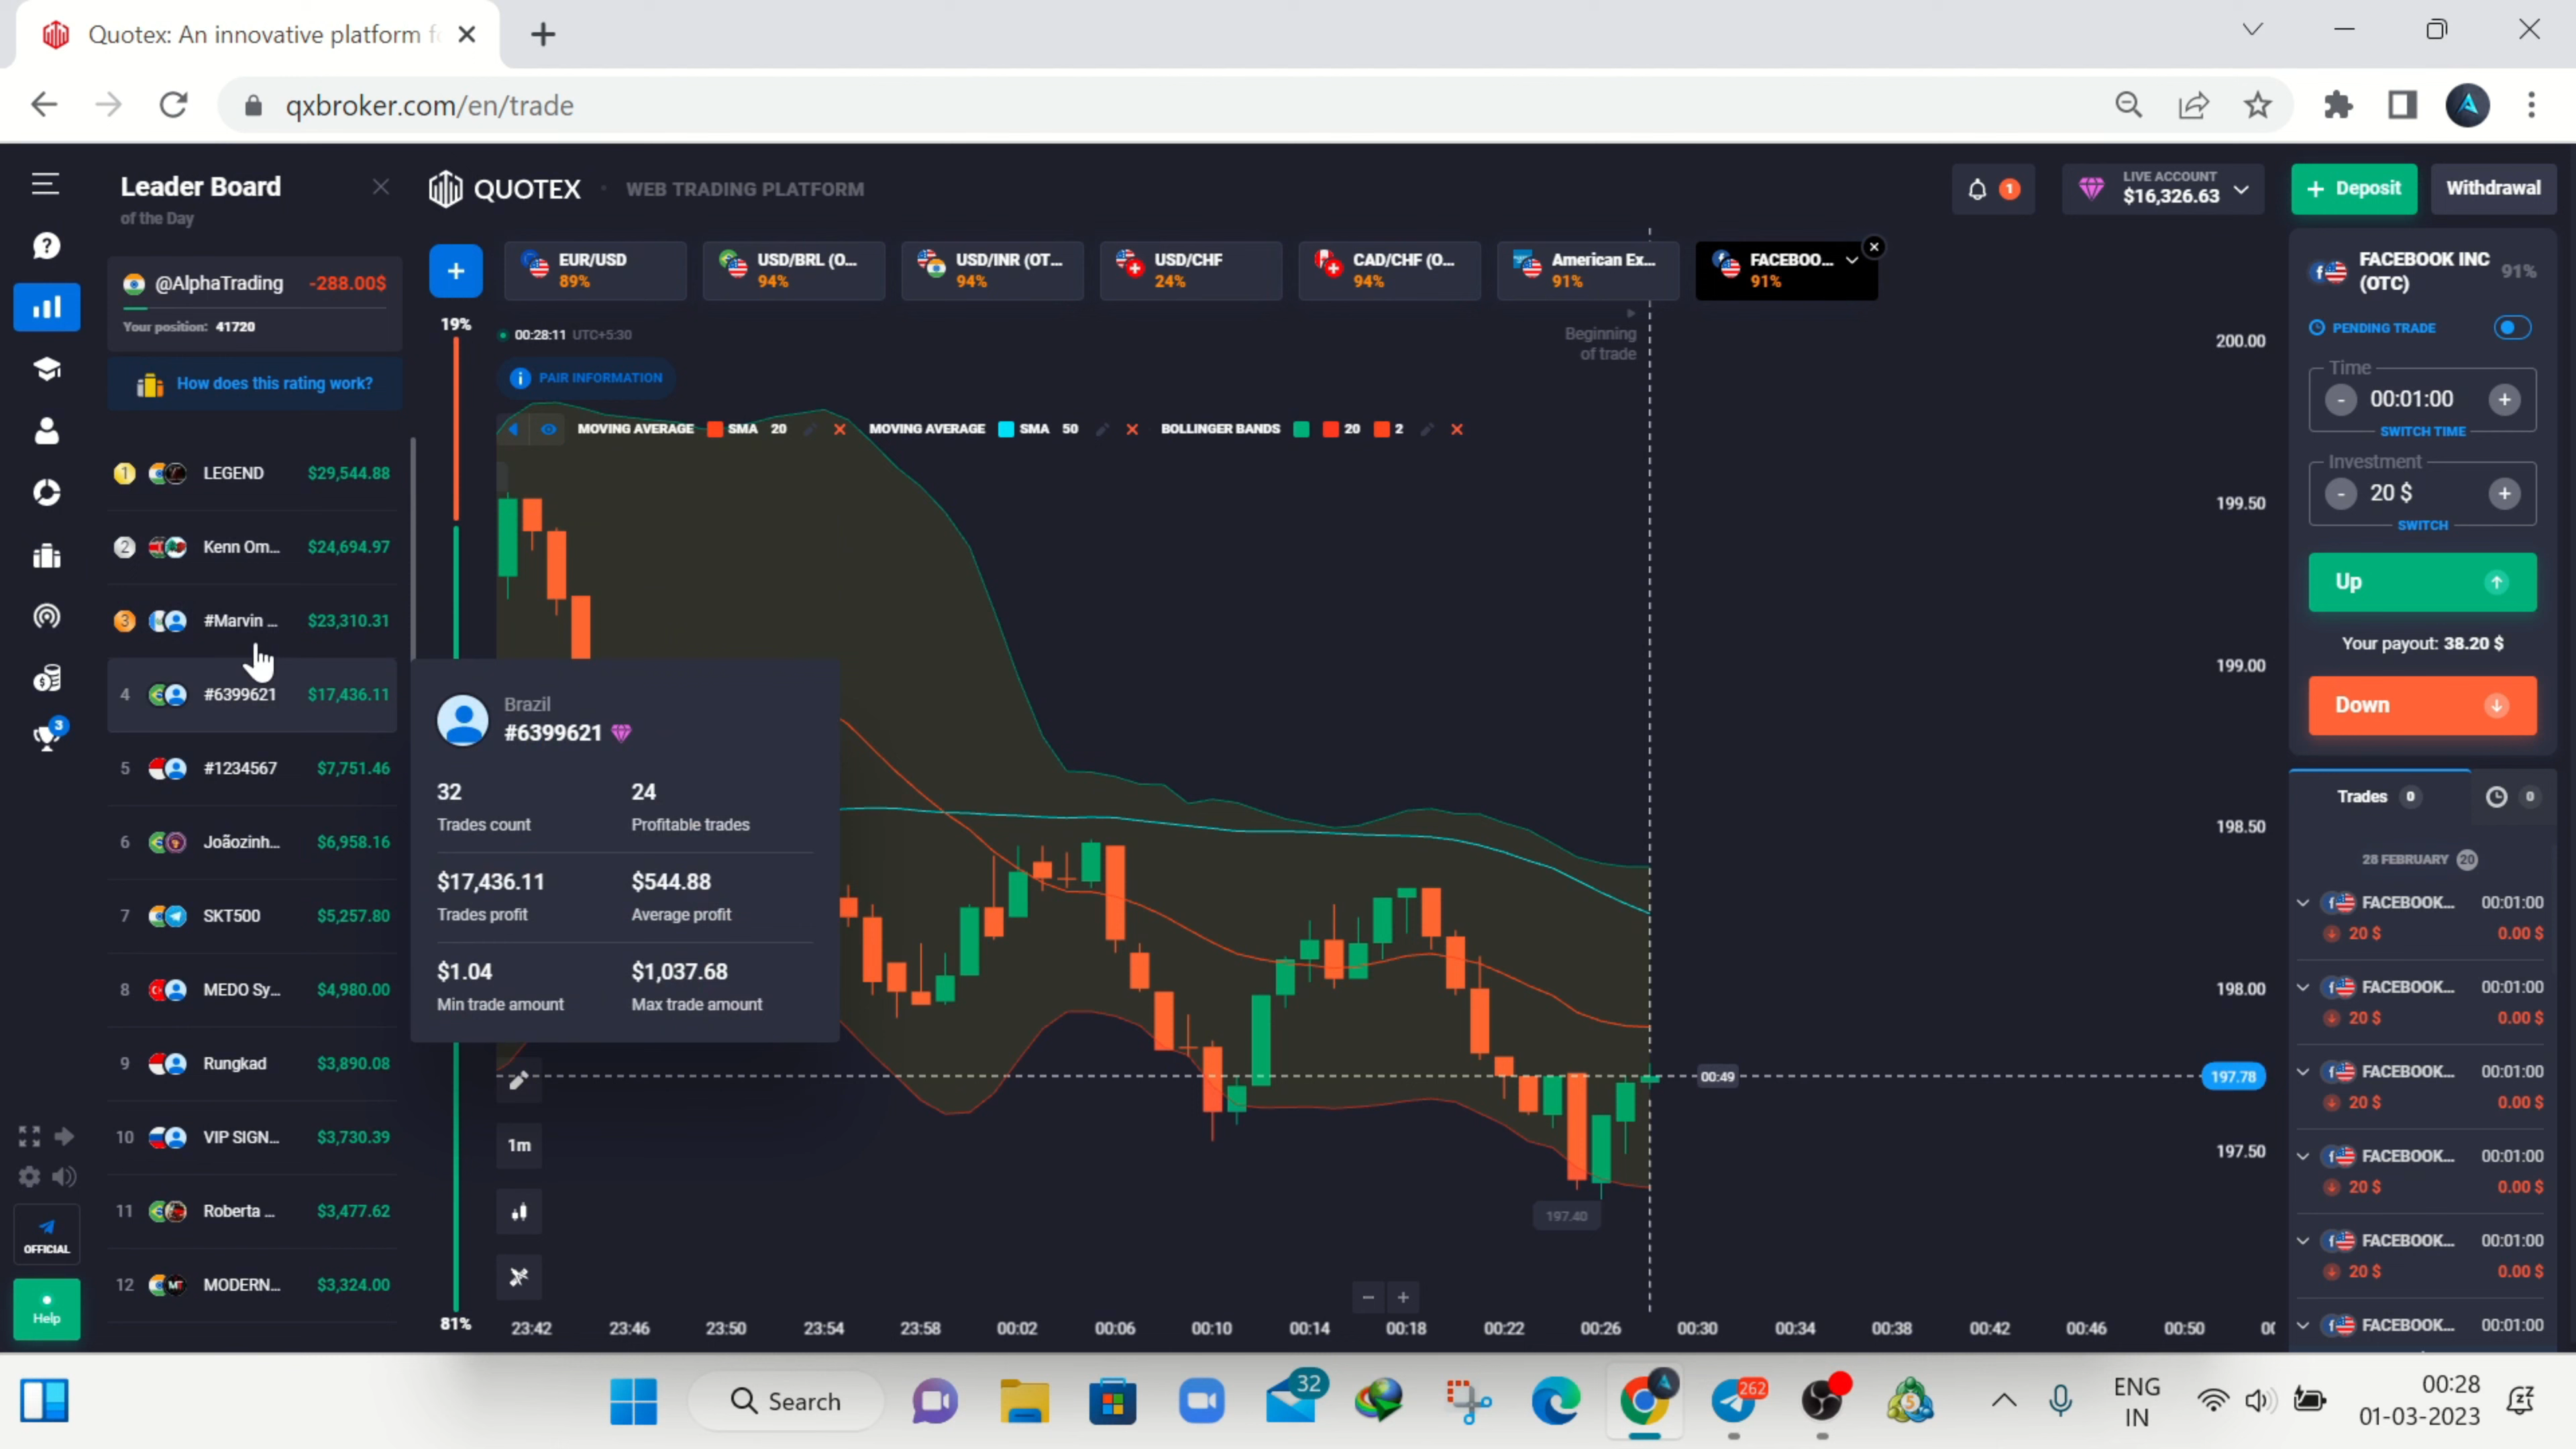 Quotex: An innovative platform f
qxbroker.com/en/trade
Leader Board
of the Day
@AlphaTrading -288.00$
Your position: 41720
How does this rating work?
1 LEGEND $29,544.88
2 Kenn Om... $24,694.97
3 #Marvin ... $23,310.31
4 #6399621 $17,436.11
5 #1234567 $7,751.46
6 Joãozinh... $6,958.16
7 SKT500 $5,257.80
8 MEDO Sy... $4,980.00
9 Rungkad $3,890.08
10 VIP SIGN... $3,730.39
11 Roberta ... $3,477.62
12 MODERN... $3,324.00
3
OFFICIAL
Help
QUOTEX
WEB TRADING PLATFORM
1
LIVE ACCOUNT
$16,326.63
+ Deposit
Withdrawal
+
EUR/USD
89%
USD/BRL (O...
94%
USD/INR (OT...
94%
USD/CHF
24%
CAD/CHF (O...
94%
American Ex...
91%
FACEBOO...
91%
19%
00:28:11 UTC+5:30
Beginning
of trade
PAIR INFORMATION
MOVING AVERAGE SMA 20 MOVING AVERAGE SMA 50 BOLLINGER BANDS 20 2
Brazil
#6399621
32 24
Trades count Profitable trades
$17,436.11 $544.88
Trades profit Average profit
$1.04 $1,037.68
Min trade amount Max trade amount
200.00
199.50
199.00
198.50
198.00
00:49
197.78
197.50
197.40
1m
81%
23:42 23:46 23:50 23:54 23:58 00:02 00:06 00:10 00:14 00:18 00:22 00:26 00:30 00:34 00:38 00:42 00:46 00:50
FACEBOOK INC
(OTC)
91%
PENDING TRADE
Time
- 00:01:00 +
SWITCH TIME
Investment
- 20 $ +
SWITCH
Up
Your payout: 38.20 $
Down
Trades 0 0
28 FEBRUARY 20
FACEBOOK... 00:01:00
20 $ 0.00 $
FACEBOOK... 00:01:00
20 $ 0.00 $
FACEBOOK... 00:01:00
20 $ 0.00 $
FACEBOOK... 00:01:00
20 $ 0.00 $
FACEBOOK... 00:01:00
20 $ 0.00 $
FACEBOOK... 00:01:00
Search
32
262
5
ENG
IN
00:28
01-03-2023